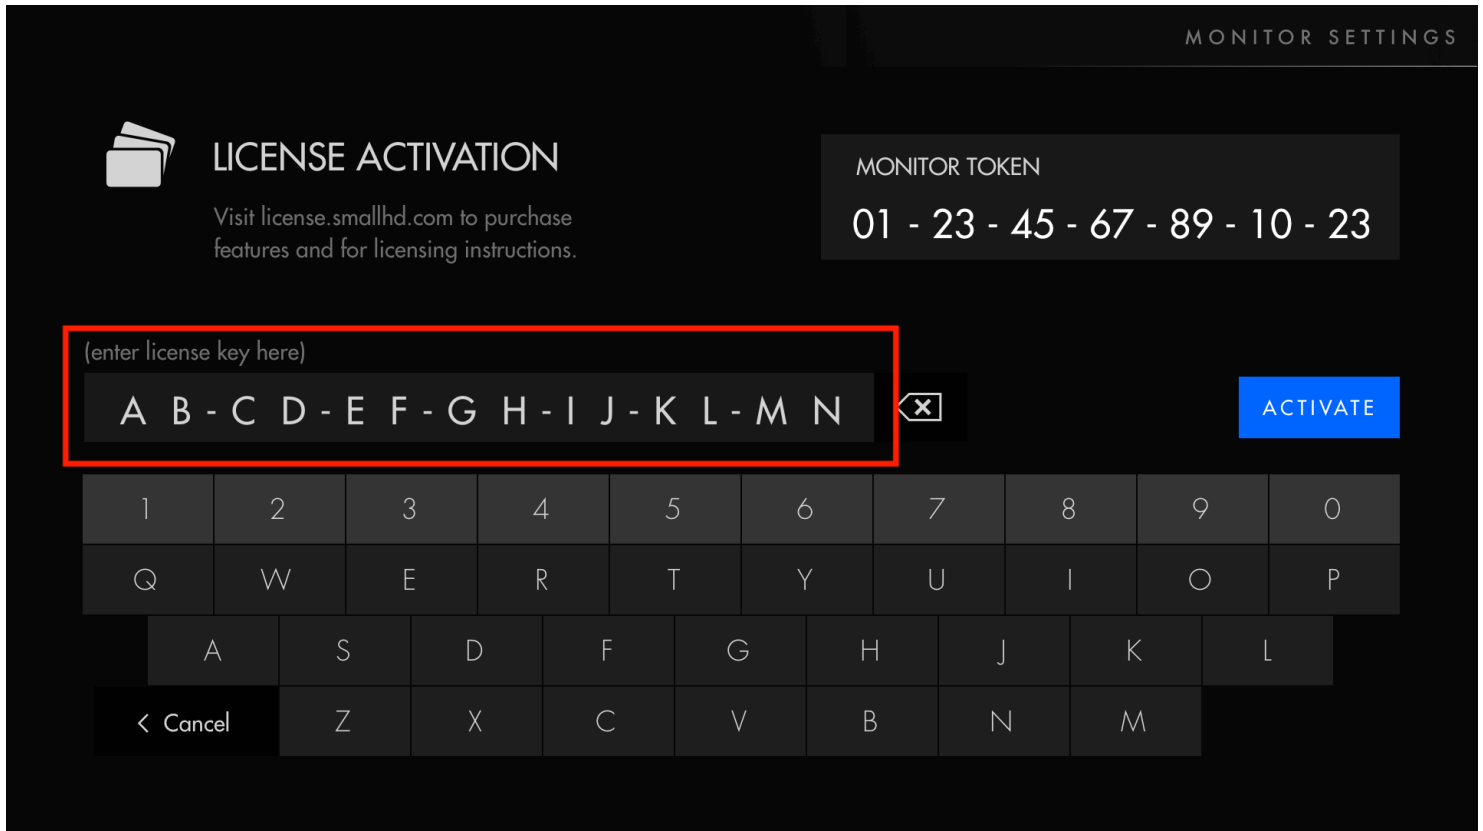 MONITOR SETTINGS
LICENSE ACTIVATION
Visit license.smallhd.com to purchase
features and for licensing instructions.
MONITOR TOKEN
01 - 23 - 45 - 67 - 89 - 10 - 23
(enter license key here)
A B - C D - E F - G H - I J - K L - M N
ACTIVATE
1 2 3 4 5 6 7 8 9 0
Q W E R T Y U I O P
A S D F G H J K L
< Cancel Z X C V B N M